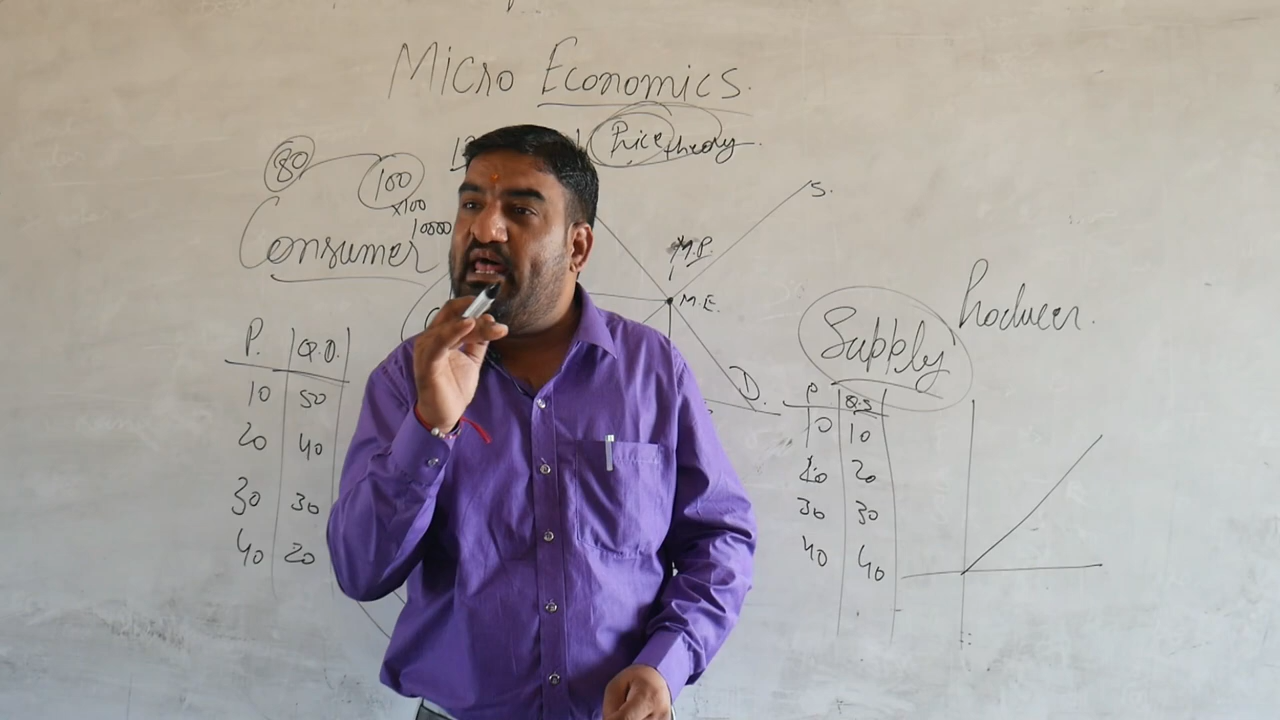 Micro Economics.
Price theory
80 100
x100
10000
Consumer
S.
M.P.
M.E.
D.
Producer.
Supply
P. Q.D.
10 50
20 40
30 30
40 20
P Q.S
10 10
20 20
30 30
40 40